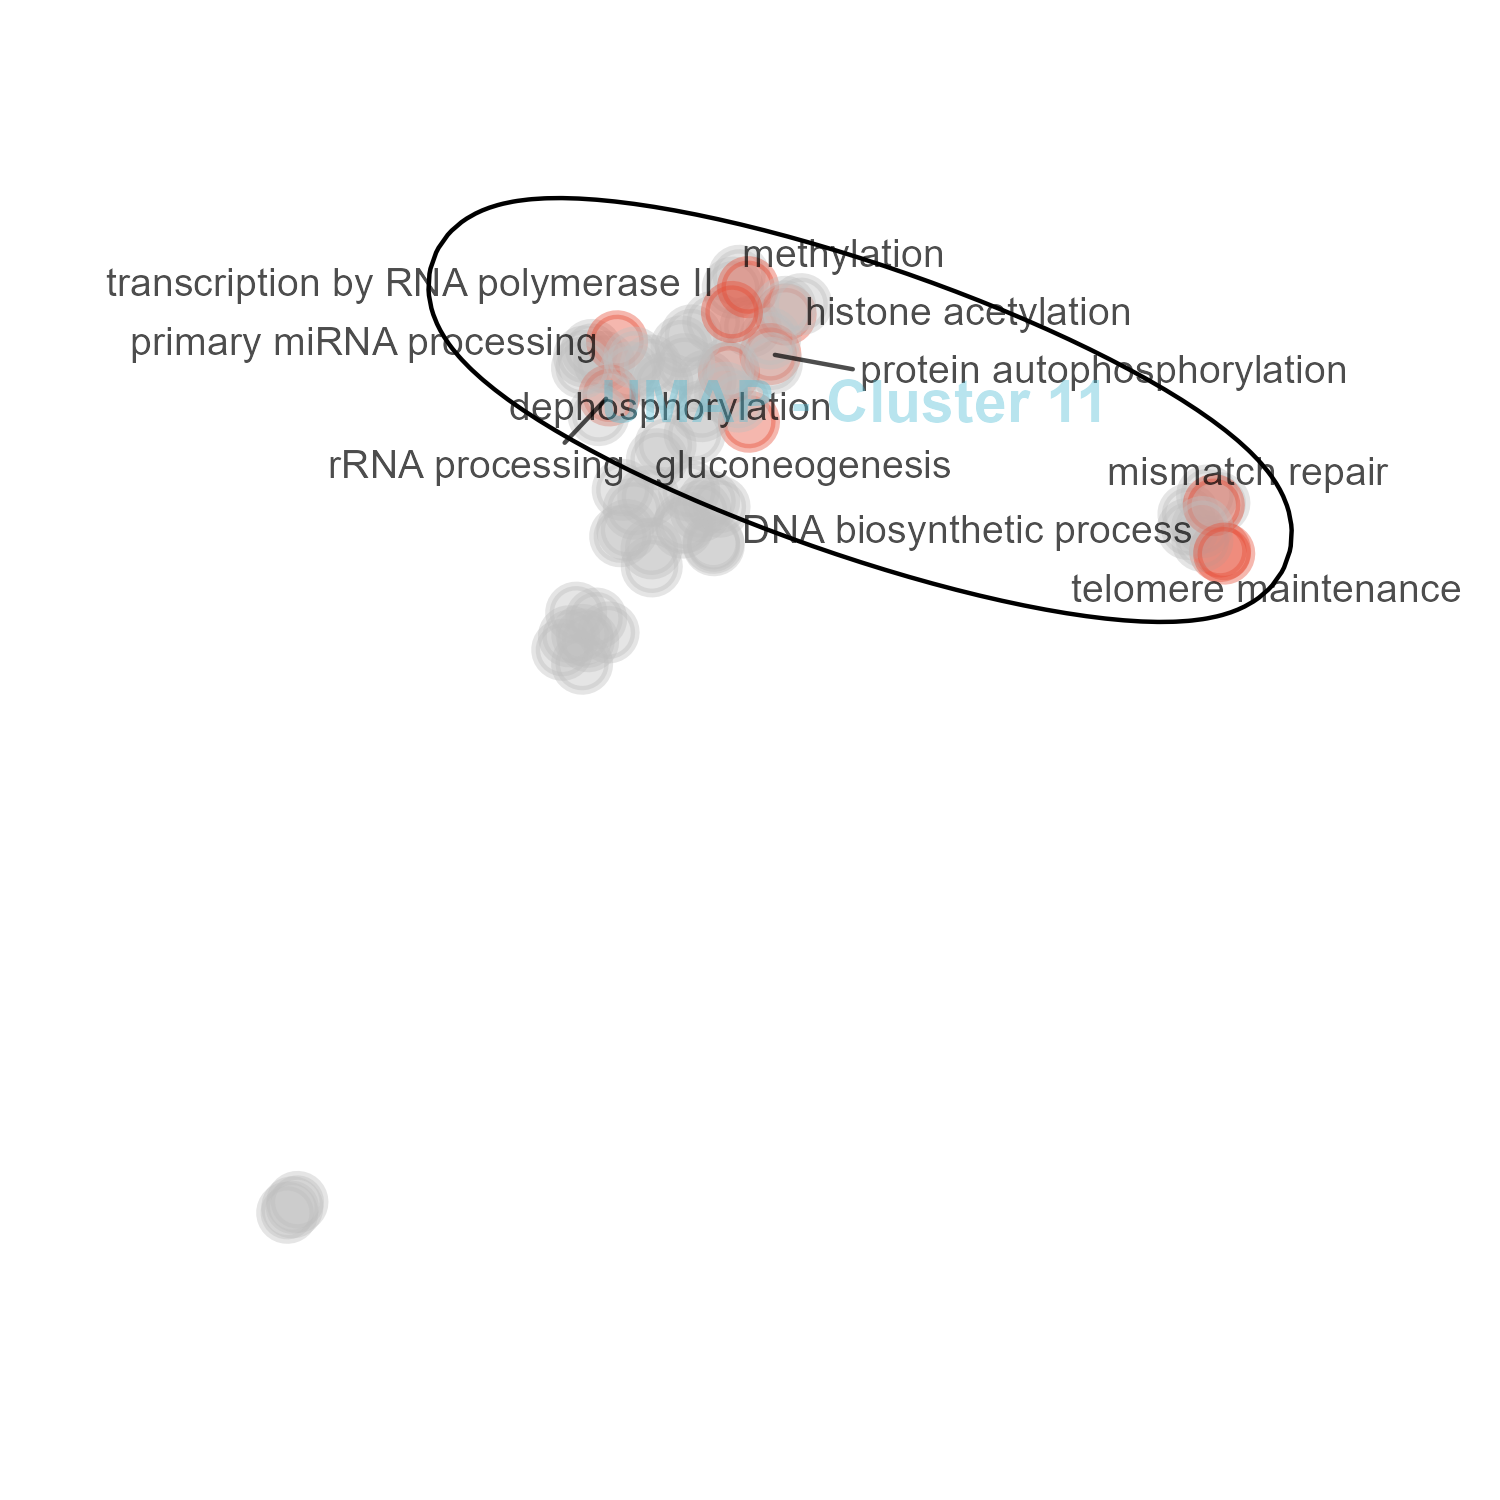 methylation
transcription by RNA polymerase II
histone acetylation
primary miRNA processing
protein autophosphorylation
UMAP - Cluster 11
dephosphorylation
rRNA processing
gluconeogenesis
mismatch repair
DNA biosynthetic process
telomere maintenance